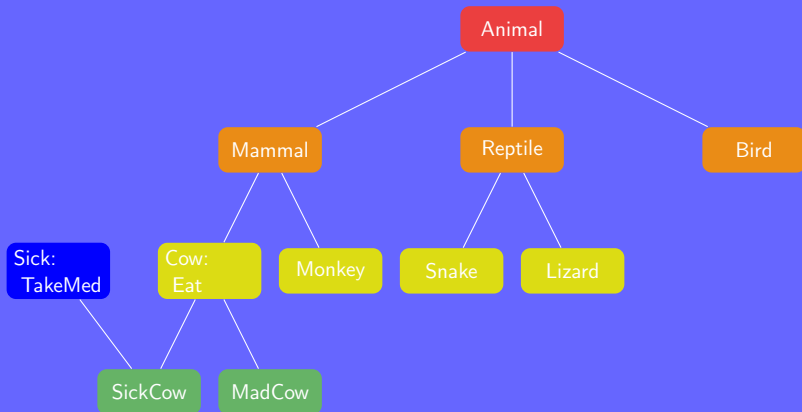 Animal
Mammal
Reptile
Bird
Sick:
TakeMed
Cow:
Eat
Monkey
Snake
Lizard
SickCow
MadCow